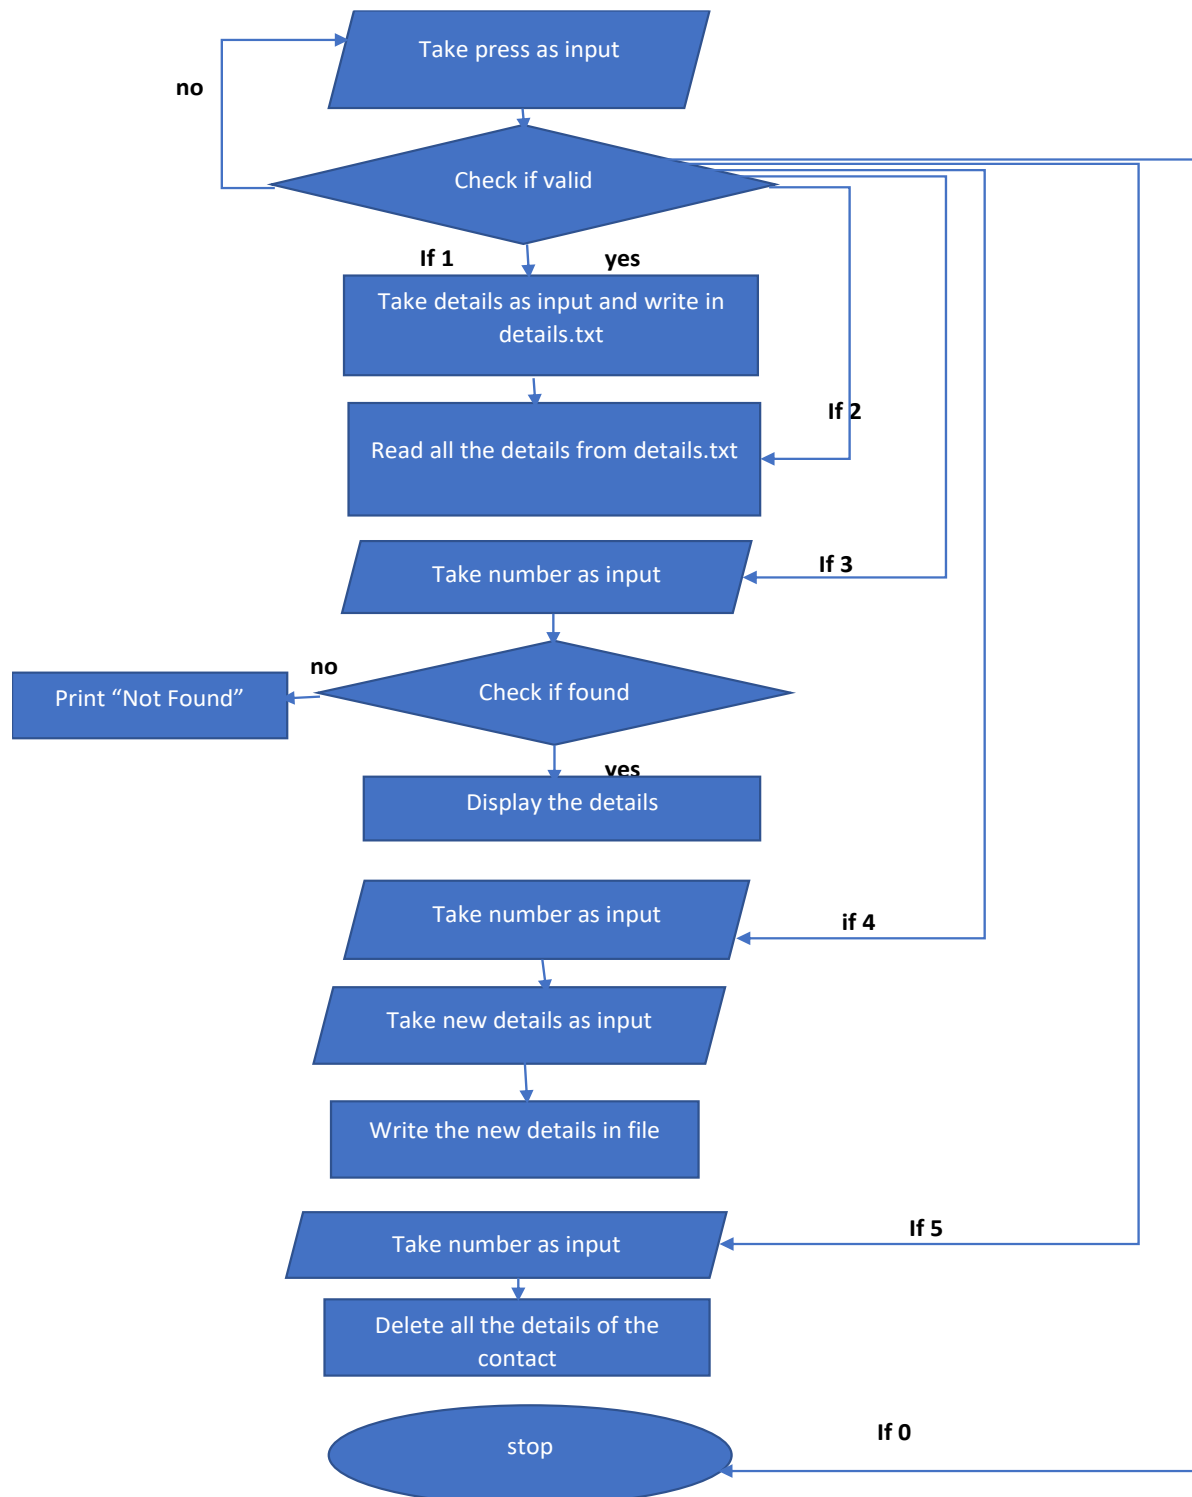 Take press as input
no
Check if valid
If 1
yes
Take details as input and write in
details.txt
If 2
Read all the details from details.txt
If 3
Take number as input
no
Check if found
Print “Not Found”
yes
Display the details
Take number as input
if 4
Take new details as input
Write the new details in file
If 5
Take number as input
Delete all the details of the
contact
If 0
stop